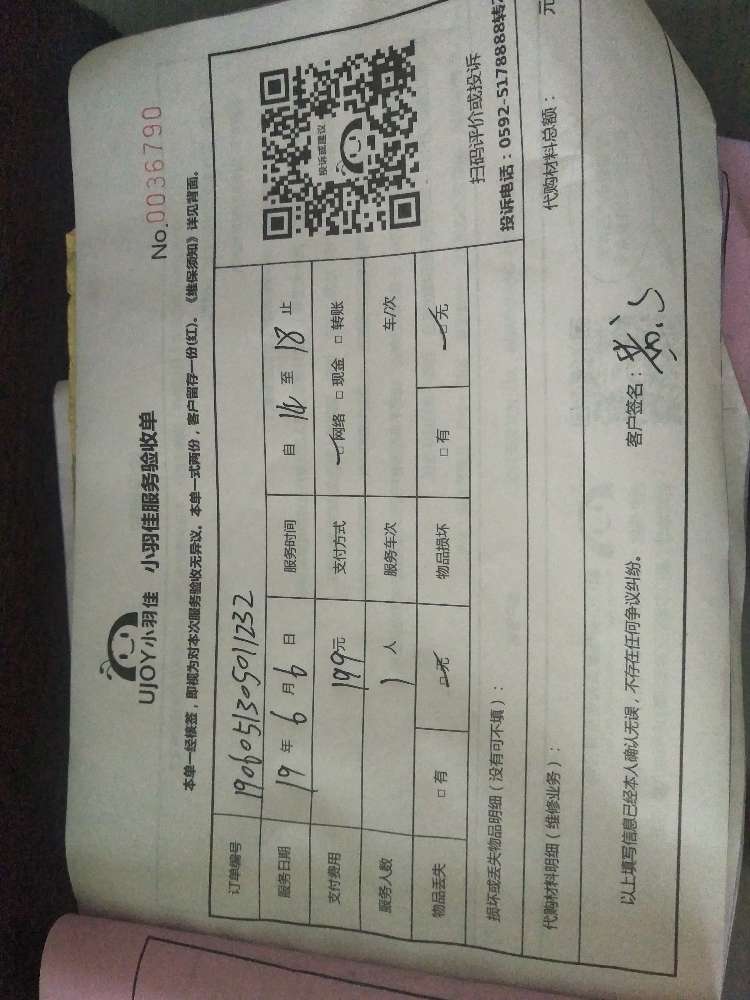 No.0036790
UJOY小羽佳 小羽佳服务验收单
本单一经核签，即视为对本次服务验收无异议。本单一式两份，客户留存一份(红)。《维保须知》详见背面。
订单编号 1906051305011232
服务日期 19 年 6 月 6 日 服务时间 自 14 至 18 止
支付费用 199元 支付方式 □网络 □现金 □转账
服务人数 1 人 服务车次 车/次
物品丢失 □有 □无 物品损坏 □有 □无
投诉或建议
扫码评价或投诉
投诉电话：0592-5178888转
损坏或丢失物品明细（没有可不填）：
代购材料明细（维修业务）： 代购材料总额： 元
以上填写信息已经本人确认无误，不存在任何争议纠纷。 客户签名：